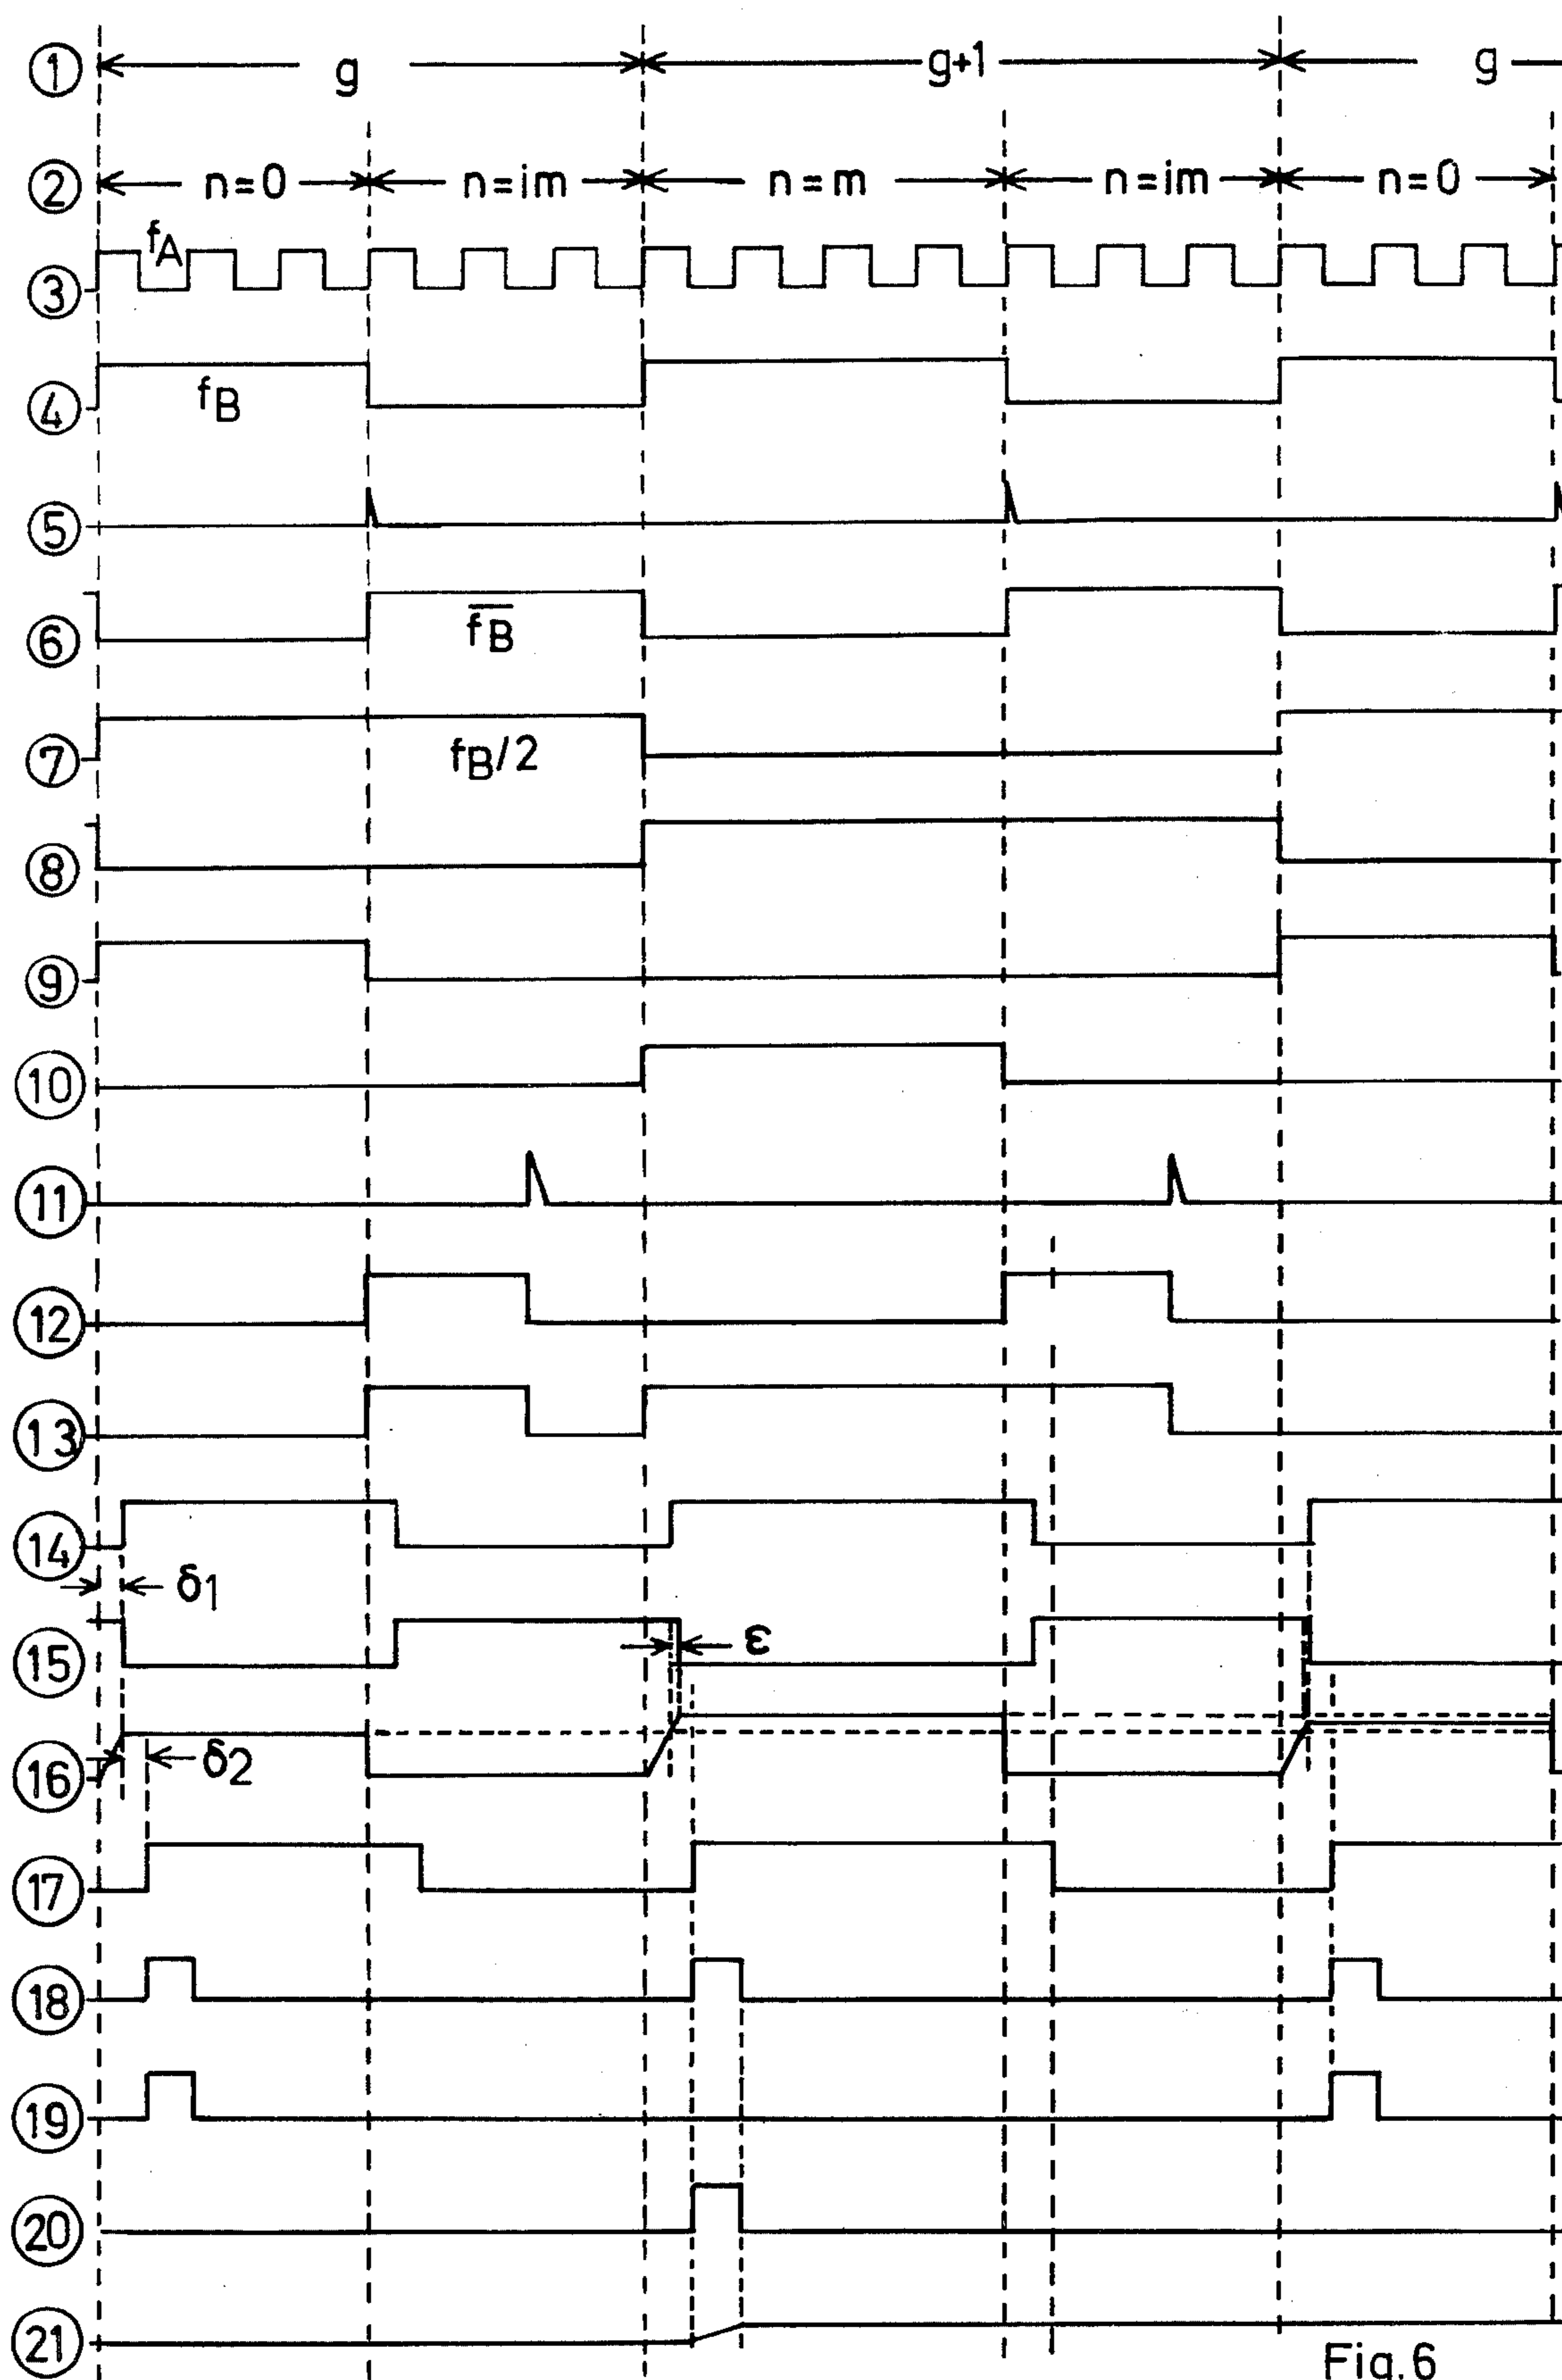 ① g g+1 g
② n=0 n=im n=m n=im n=0
③ fA
④ fB
⑤
⑥ f̅B̅
⑦ fB/2
⑧
⑨
⑩
⑪
⑫
⑬
⑭
δ1
⑮ ε
⑯ δ2
⑰
⑱
⑲
⑳
㉑
Fig.6